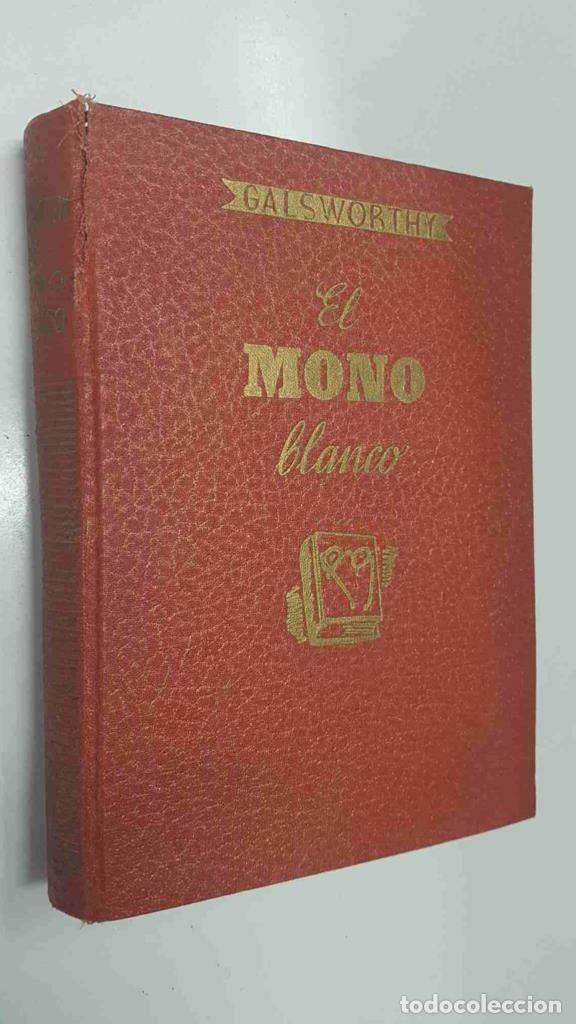 GALSWORTHY
El
MONO
blanco
todocoleccion